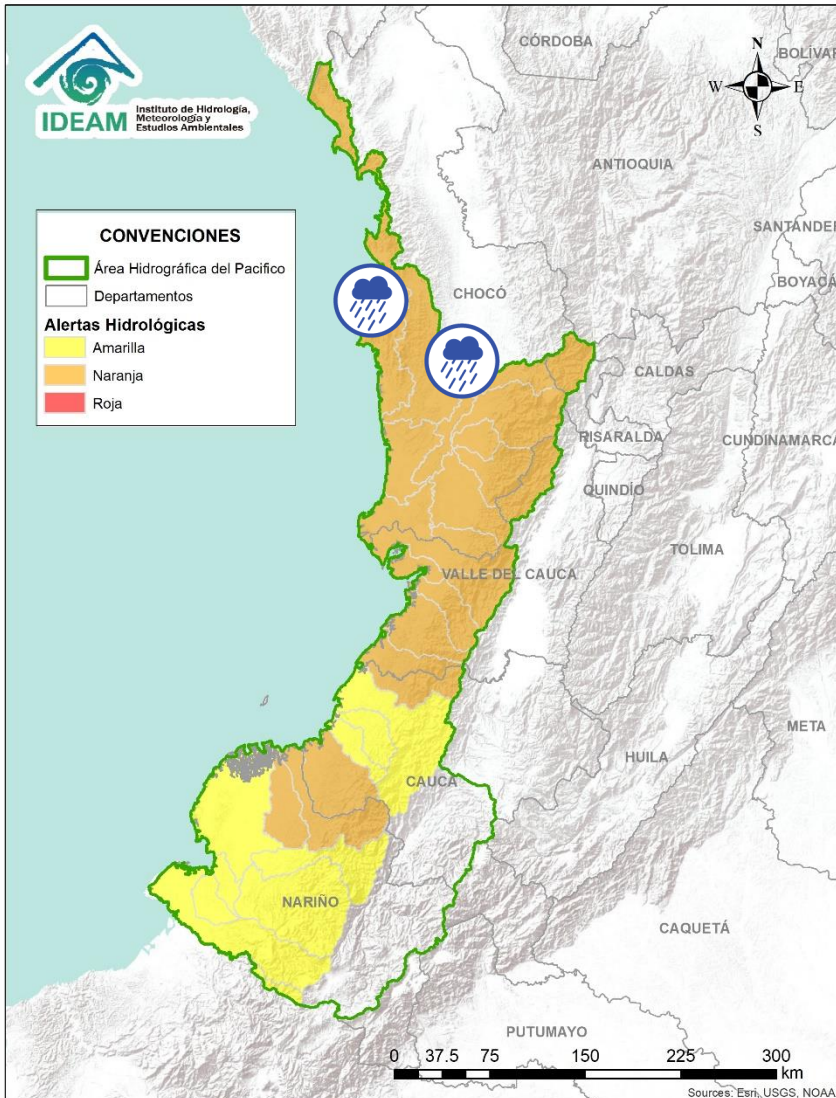 IDEAM
Instituto de Hidrología,
Meteorología y
Estudios Ambientales
CONVENCIONES
Área Hidrográfica del Pacifico
Departamentos
Alertas Hidrológicas
Amarilla
Naranja
Roja
N
W
E
S
CÓRDOBA
BOLÍVAR
ANTIOQUIA
SANTANDER
BOYACÁ
CHOCÓ
CALDAS
RISARALDA
CUNDINAMARCA
QUINDÍO
TOLIMA
VALLE DEL CAUCA
META
HUILA
CAUCA
NARIÑO
CAQUETÁ
PUTUMAYO
0 37.5 75 150 225 300
km
Sources: Esri, USGS, NOAA